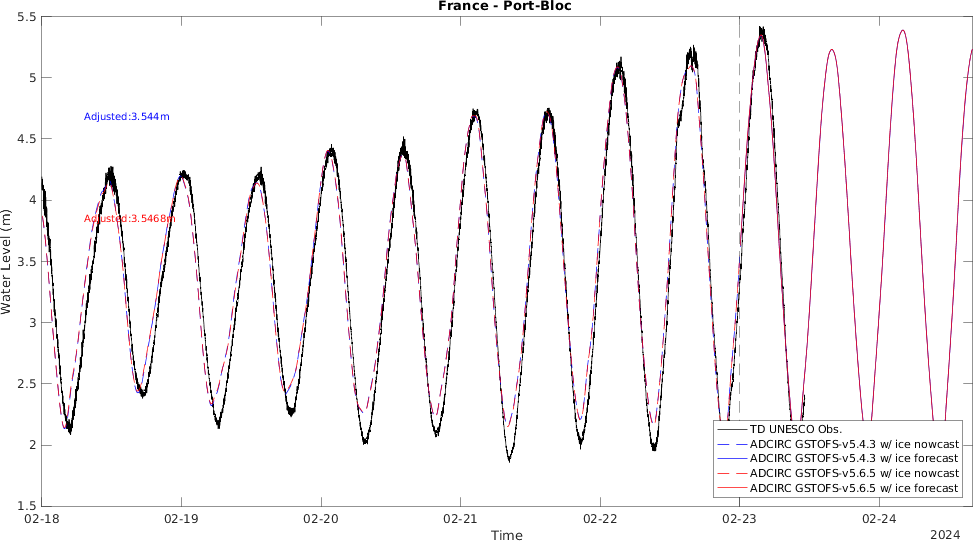 France - Port-Bloc
5.5
5
4.5
4
3.5
3
2.5
2
1.5
Water Level (m)
Adjusted:3.544m
Adjusted:3.5468m
TD UNESCO Obs.
ADCIRC GSTOFS-v5.4.3 w/ ice nowcast
ADCIRC GSTOFS-v5.4.3 w/ ice forecast
ADCIRC GSTOFS-v5.6.5 w/ ice nowcast
ADCIRC GSTOFS-v5.6.5 w/ ice forecast
02-18 02-19 02-20 02-21 02-22 02-23 02-24
Time
2024